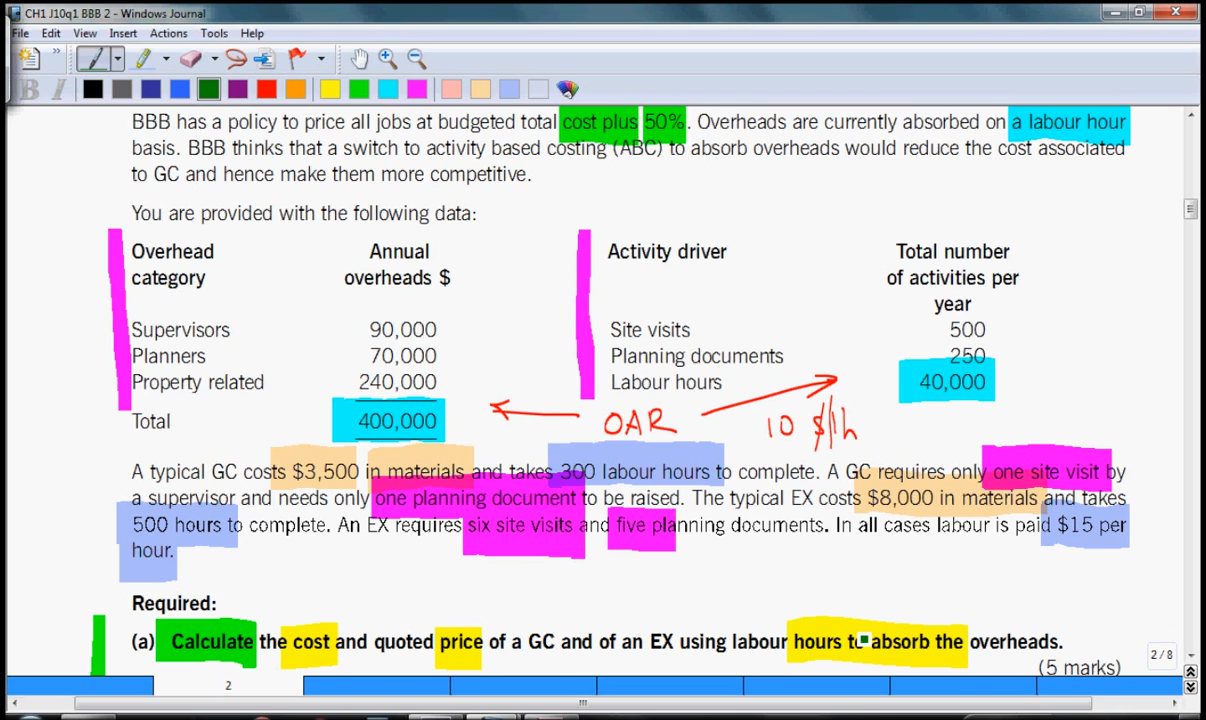 CH1 J10q1 BBB 2 - Windows Journal
File Edit View Insert Actions Tools Help
B I
BBB has a policy to price all jobs at budgeted total cost plus 50%. Overheads are currently absorbed on a labour hour
basis. BBB thinks that a switch to activity based costing (ABC) to absorb overheads would reduce the cost associated
to GC and hence make them more competitive.
You are provided with the following data:
Overhead Annual Activity driver Total number
category overheads $ of activities per
year
Supervisors 90,000 Site visits 500
Planners 70,000 Planning documents 250
Property related 240,000 Labour hours 40,000
Total 400,000 OAR 10 $/lh
A typical GC costs $3,500 in materials and takes 300 labour hours to complete. A GC requires only one site visit by
a supervisor and needs only one planning document to be raised. The typical EX costs $8,000 in materials and takes
500 hours to complete. An EX requires six site visits and five planning documents. In all cases labour is paid $15 per
hour.
Required:
(a) Calculate the cost and quoted price of a GC and of an EX using labour hours to absorb the overheads.
(5 marks)
2 / 8
2